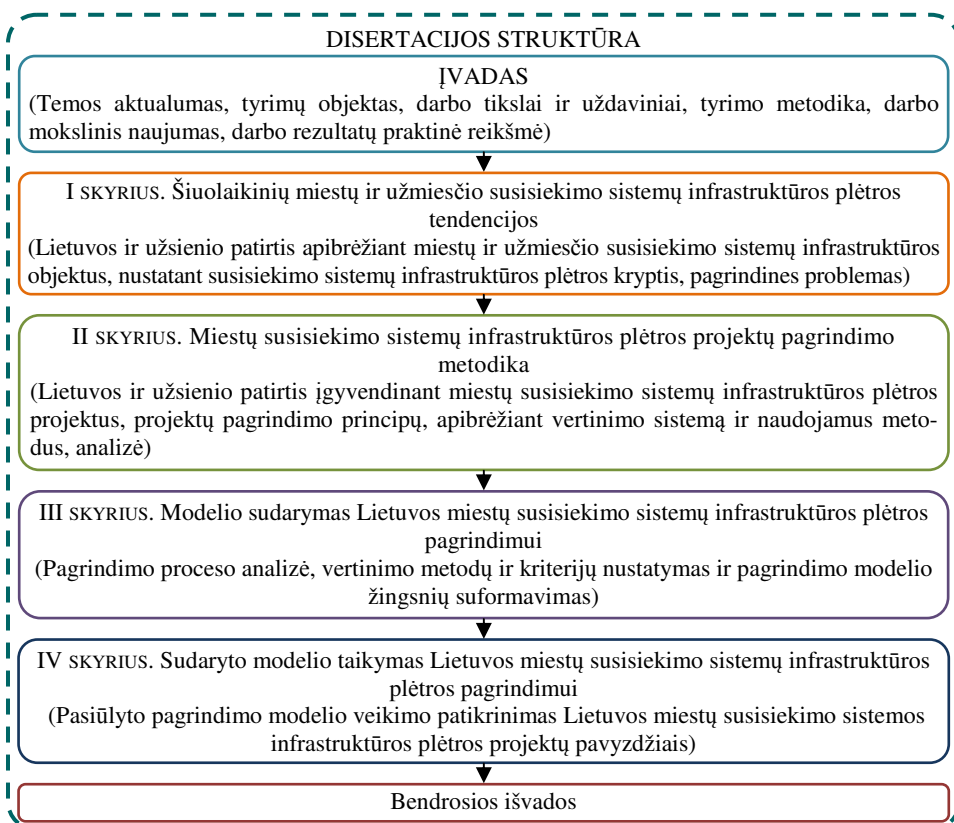 DISERTACIJOS STRUKTŪRA
ĮVADAS
(Temos aktualumas, tyrimų objektas, darbo tikslai ir uždaviniai, tyrimo metodika, darbo
mokslinis naujumas, darbo rezultatų praktinė reikšmė)
I SKYRIUS. Šiuolaikinių miestų ir užmiesčio susisiekimo sistemų infrastruktūros plėtros
tendencijos
(Lietuvos ir užsienio patirtis apibrėžiant miestų ir užmiesčio susisiekimo sistemų infrastruktūros
objektus, nustatant susisiekimo sistemų infrastruktūros plėtros kryptis, pagrindines problemas)
II SKYRIUS. Miestų susisiekimo sistemų infrastruktūros plėtros projektų pagrindimo
metodika
(Lietuvos ir užsienio patirtis įgyvendinant miestų susisiekimo sistemų infrastruktūros plėtros
projektus, projektų pagrindimo principų, apibrėžiant vertinimo sistemą ir naudojamus meto-
dus, analizė)
III SKYRIUS. Modelio sudarymas Lietuvos miestų susisiekimo sistemų infrastruktūros plėtros
pagrindimui
(Pagrindimo proceso analizė, vertinimo metodų ir kriterijų nustatymas ir pagrindimo modelio
žingsnių suformavimas)
IV SKYRIUS. Sudaryto modelio taikymas Lietuvos miestų susisiekimo sistemų infrastruktūros
plėtros pagrindimui
(Pasiūlyto pagrindimo modelio veikimo patikrinimas Lietuvos miestų susisiekimo sistemos
infrastruktūros plėtros projektų pavyzdžiais)
Bendrosios išvados